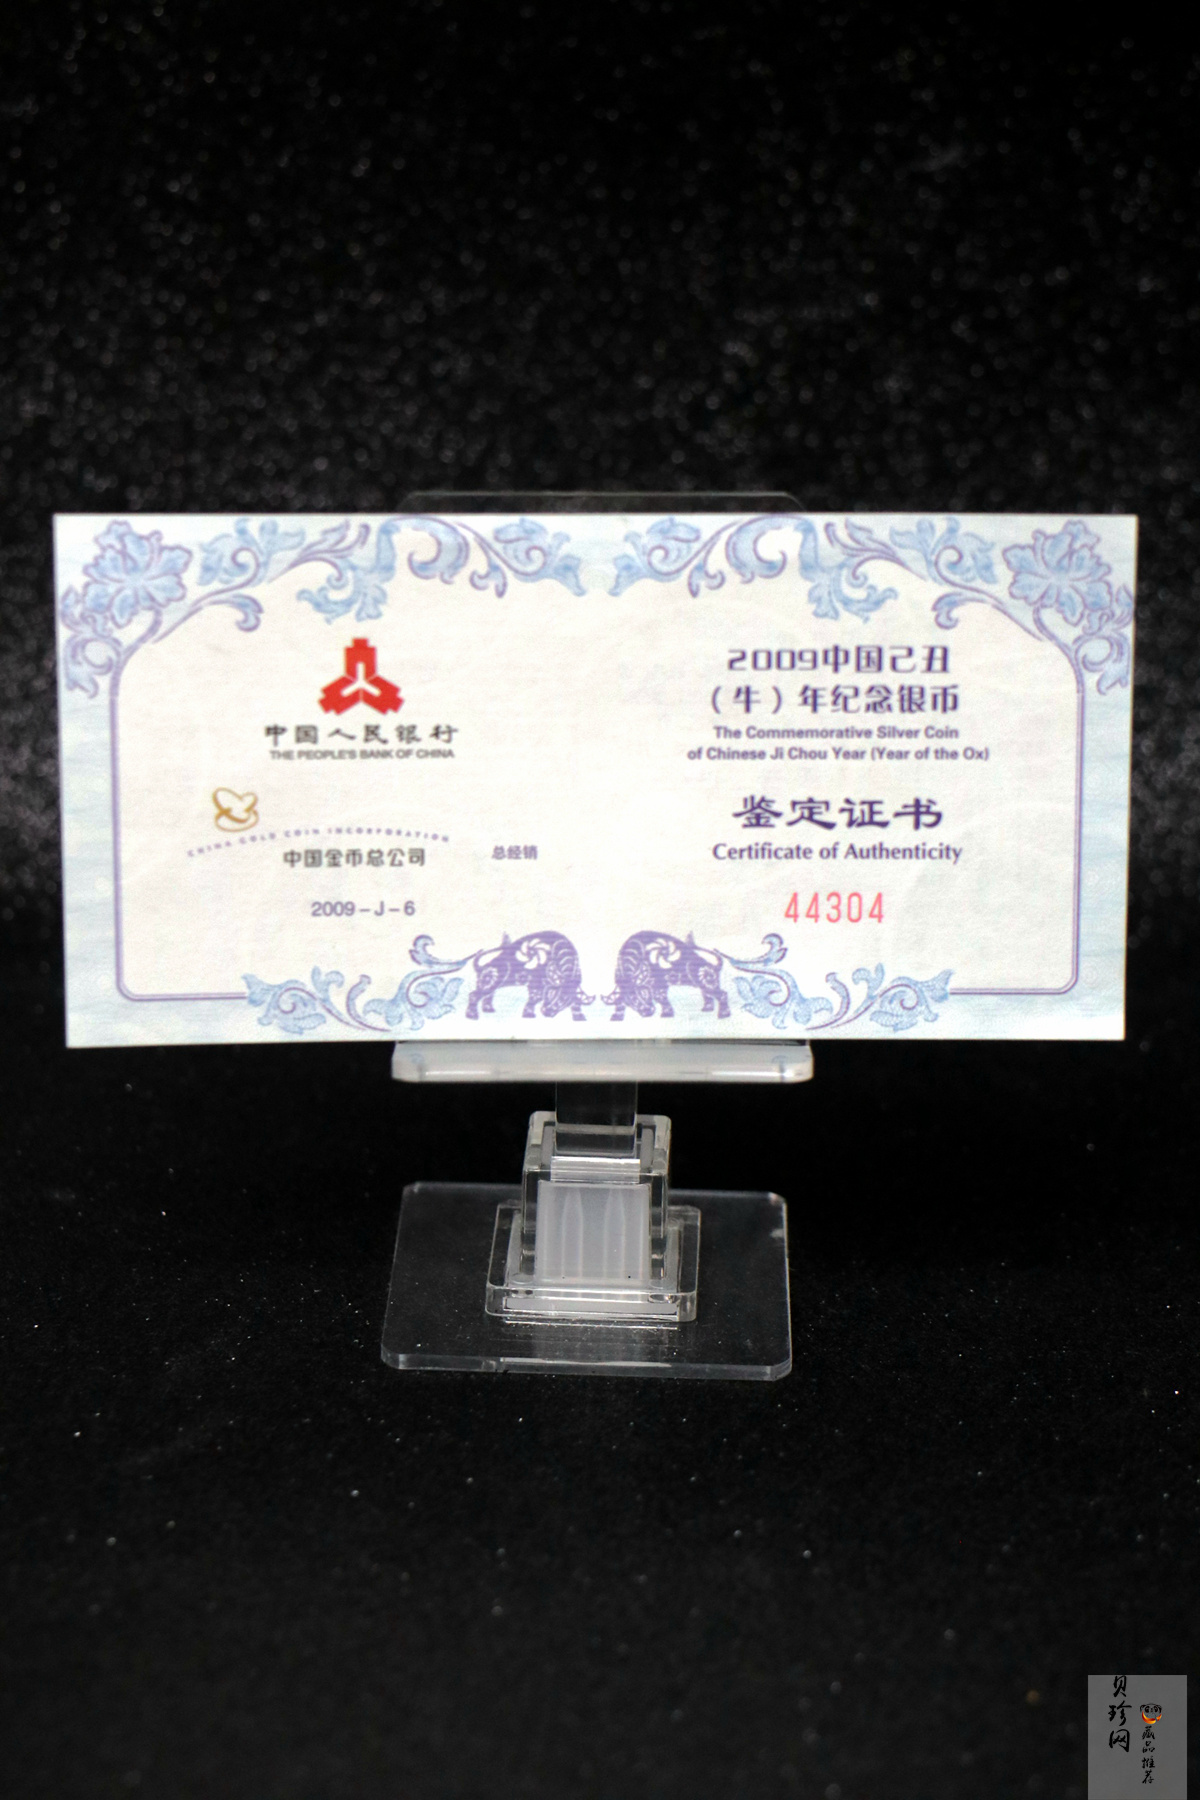 中国人民银行
THE PEOPLE'S BANK OF CHINA
CHINA GOLD COIN INCORPORATION
中国金币总公司
总经销
2009-J-6
2009中国己丑
（牛）年纪念银币
The Commemorative Silver Coin
of Chinese Ji Chou Year (Year of the Ox)
鉴定证书
Certificate of Authenticity
44304
贝珍网
藏品推荐